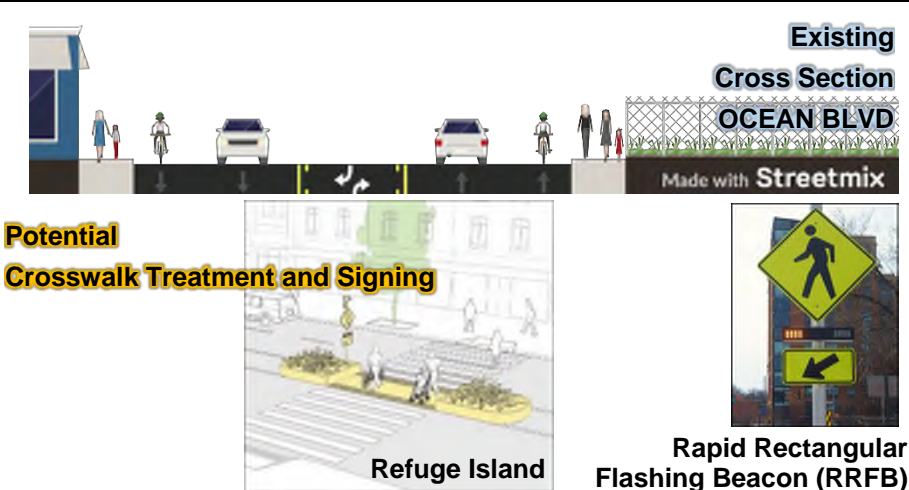 Existing
Cross Section
OCEAN BLVD
Made with Streetmix
Potential
Crosswalk Treatment and Signing
Refuge Island
Rapid Rectangular
Flashing Beacon (RRFB)